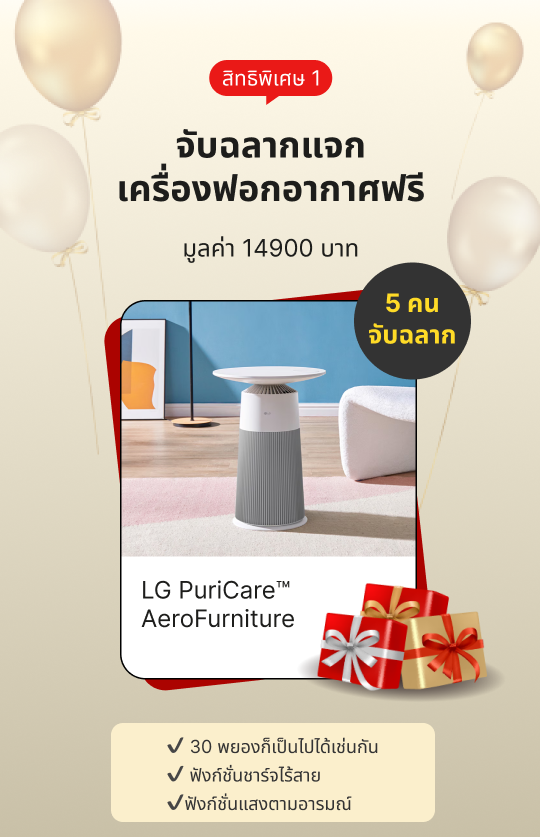 สิทธิพิเศษ 1
จับฉลากแจก
เครื่องฟอกอากาศฟรี
มูลค่า 14900 บาท
5 คน
จับฉลาก
LG PuriCare™
AeroFurniture
✔ 30 พยองก็เป็นไปได้เช่นกัน
✔ ฟังก์ชั่นชาร์จไร้สาย
✔ฟังก์ชั่นแสงตามอารมณ์